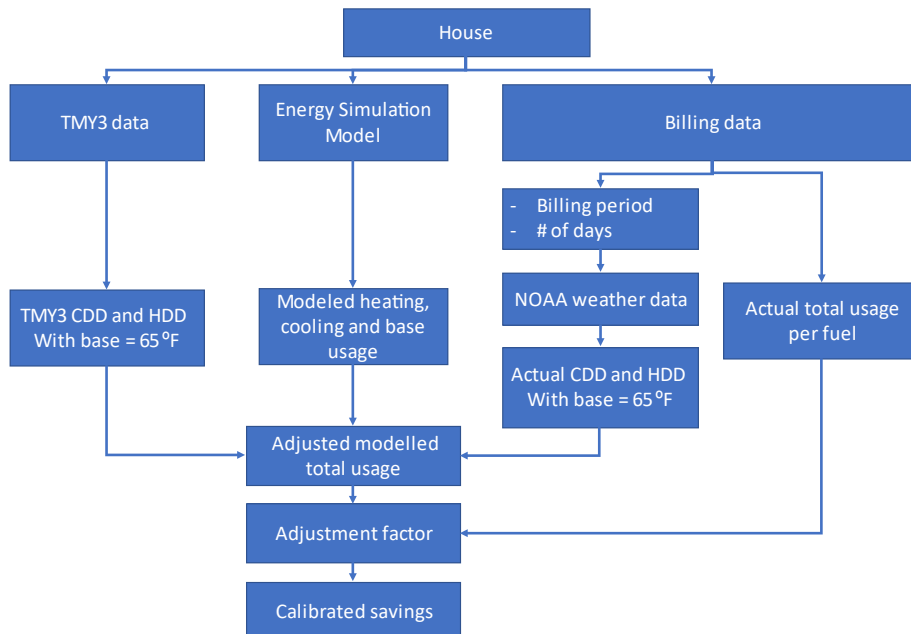 House
TMY3 data
Energy Simulation
Model
Billing data
- Billing period
- # of days
NOAA weather data
TMY3 CDD and HDD
With base = 65⁰F
Modeled heating,
cooling and base
usage
Actual total usage
per fuel
Actual CDD and HDD
With base = 65⁰F
Adjusted modelled
total usage
Adjustment factor
Calibrated savings